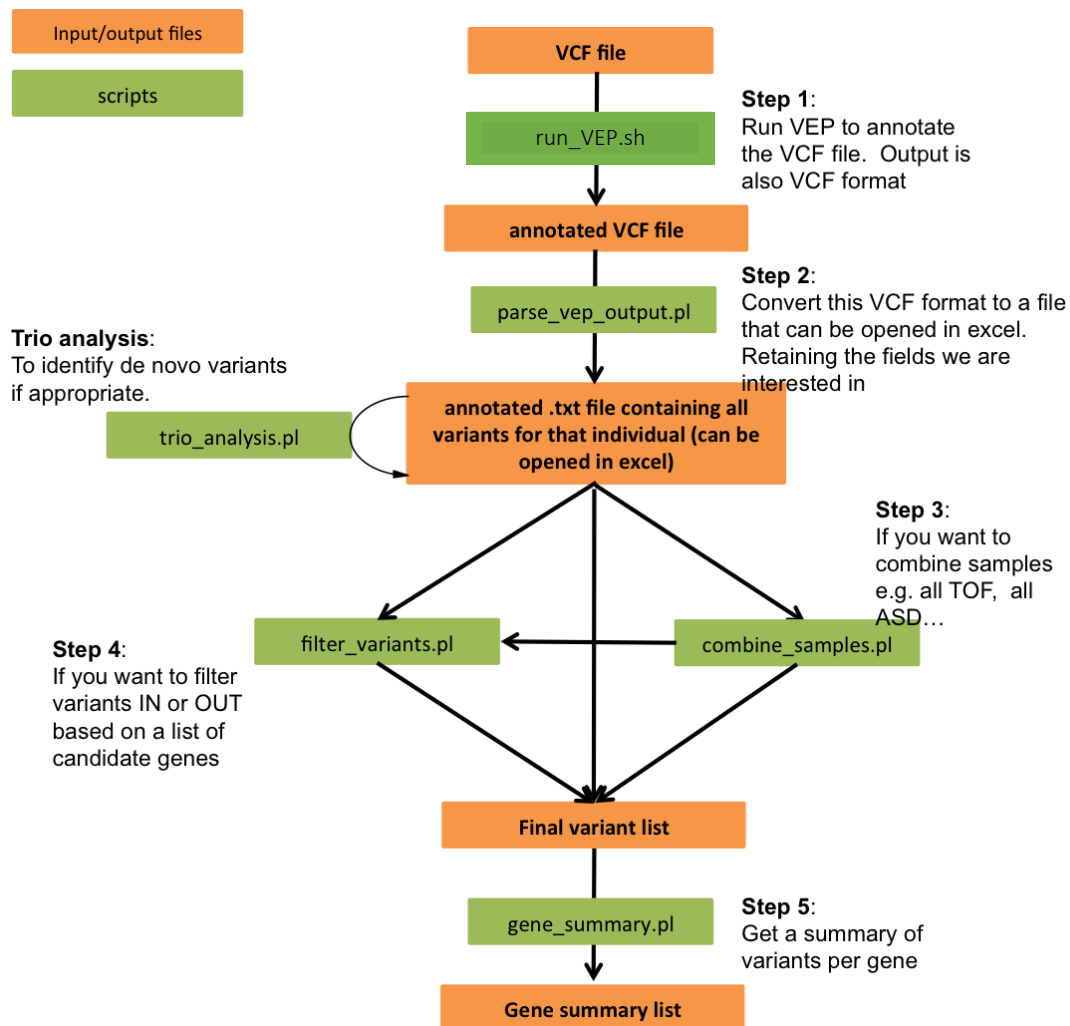 Input/output files
scripts
VCF file
Step 1:
Run VEP to annotate
the VCF file.  Output is
also VCF format
run_VEP.sh
annotated VCF file
Step 2:
Convert this VCF format to a file
that can be opened in excel.
Retaining the fields we are
interested in
parse_vep_output.pl
Trio analysis:
To identify de novo variants
if appropriate.
trio_analysis.pl
annotated .txt file containing all
variants for that individual (can be
opened in excel)
Step 3:
If you want to
combine samples
e.g. all TOF,  all
ASD…
filter_variants.pl
combine_samples.pl
Step 4:
If you want to filter
variants IN or OUT
based on a list of
candidate genes
Final variant list
gene_summary.pl
Step 5:
Get a summary of
variants per gene
Gene summary list